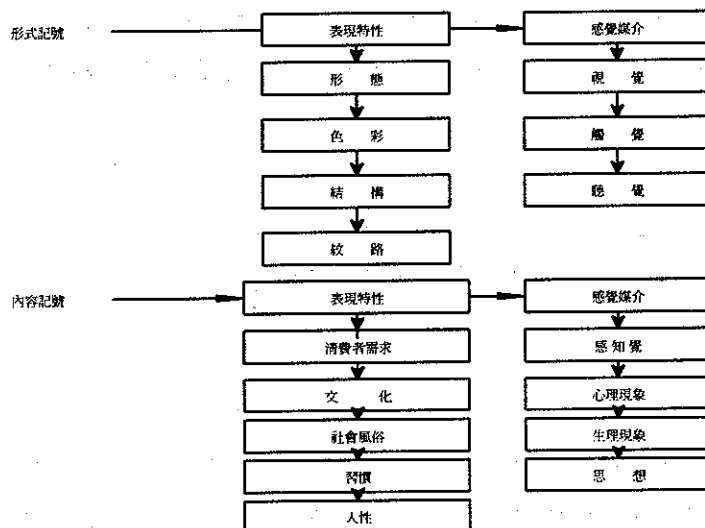 形式記號 表現特性 感覺媒介
形態 視覺
色彩 觸覺
結構 聽覺
紋路
內容記號 表現特性 感覺媒介
清費者需求 感知覺
文化 心理現象
社會風俗 生理現象
習慣 思想
人性